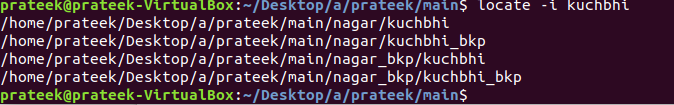 prateek@prateek-VirtualBox:~/Desktop/a/prateek/main$ locate -i kuchbhi
/home/prateek/Desktop/a/prateek/main/nagar/kuchbhi
/home/prateek/Desktop/a/prateek/main/nagar/kuchbhi_bkp
/home/prateek/Desktop/a/prateek/main/nagar_bkp/kuchbhi
/home/prateek/Desktop/a/prateek/main/nagar_bkp/kuchbhi_bkp
prateek@prateek-VirtualBox:~/Desktop/a/prateek/main$